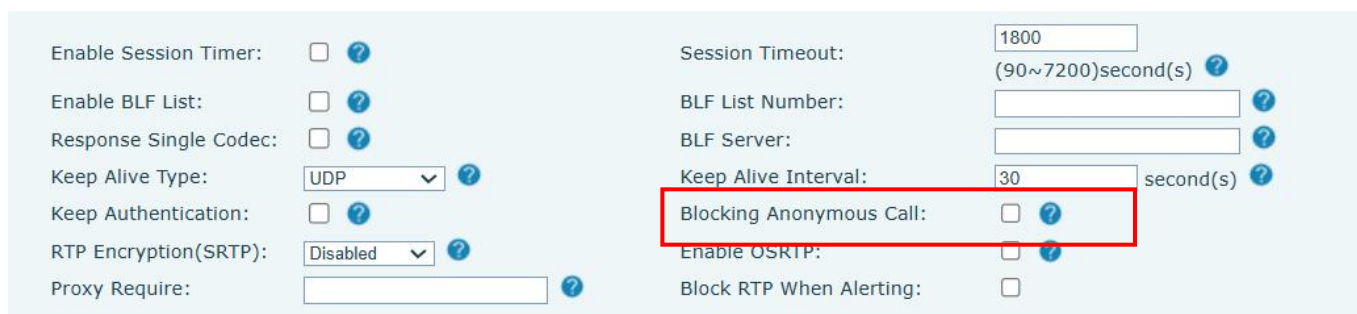 Enable Session Timer: ? Session Timeout: 1800
(90~7200)second(s) ?
Enable BLF List: ? BLF List Number: ?
Response Single Codec: ? BLF Server: ?
Keep Alive Type: UDP ? Keep Alive Interval: 30 second(s) ?
Keep Authentication: ? Blocking Anonymous Call: ?
RTP Encryption(SRTP): Disabled ? Enable OSRTP: ?
Proxy Require: ? Block RTP When Alerting: